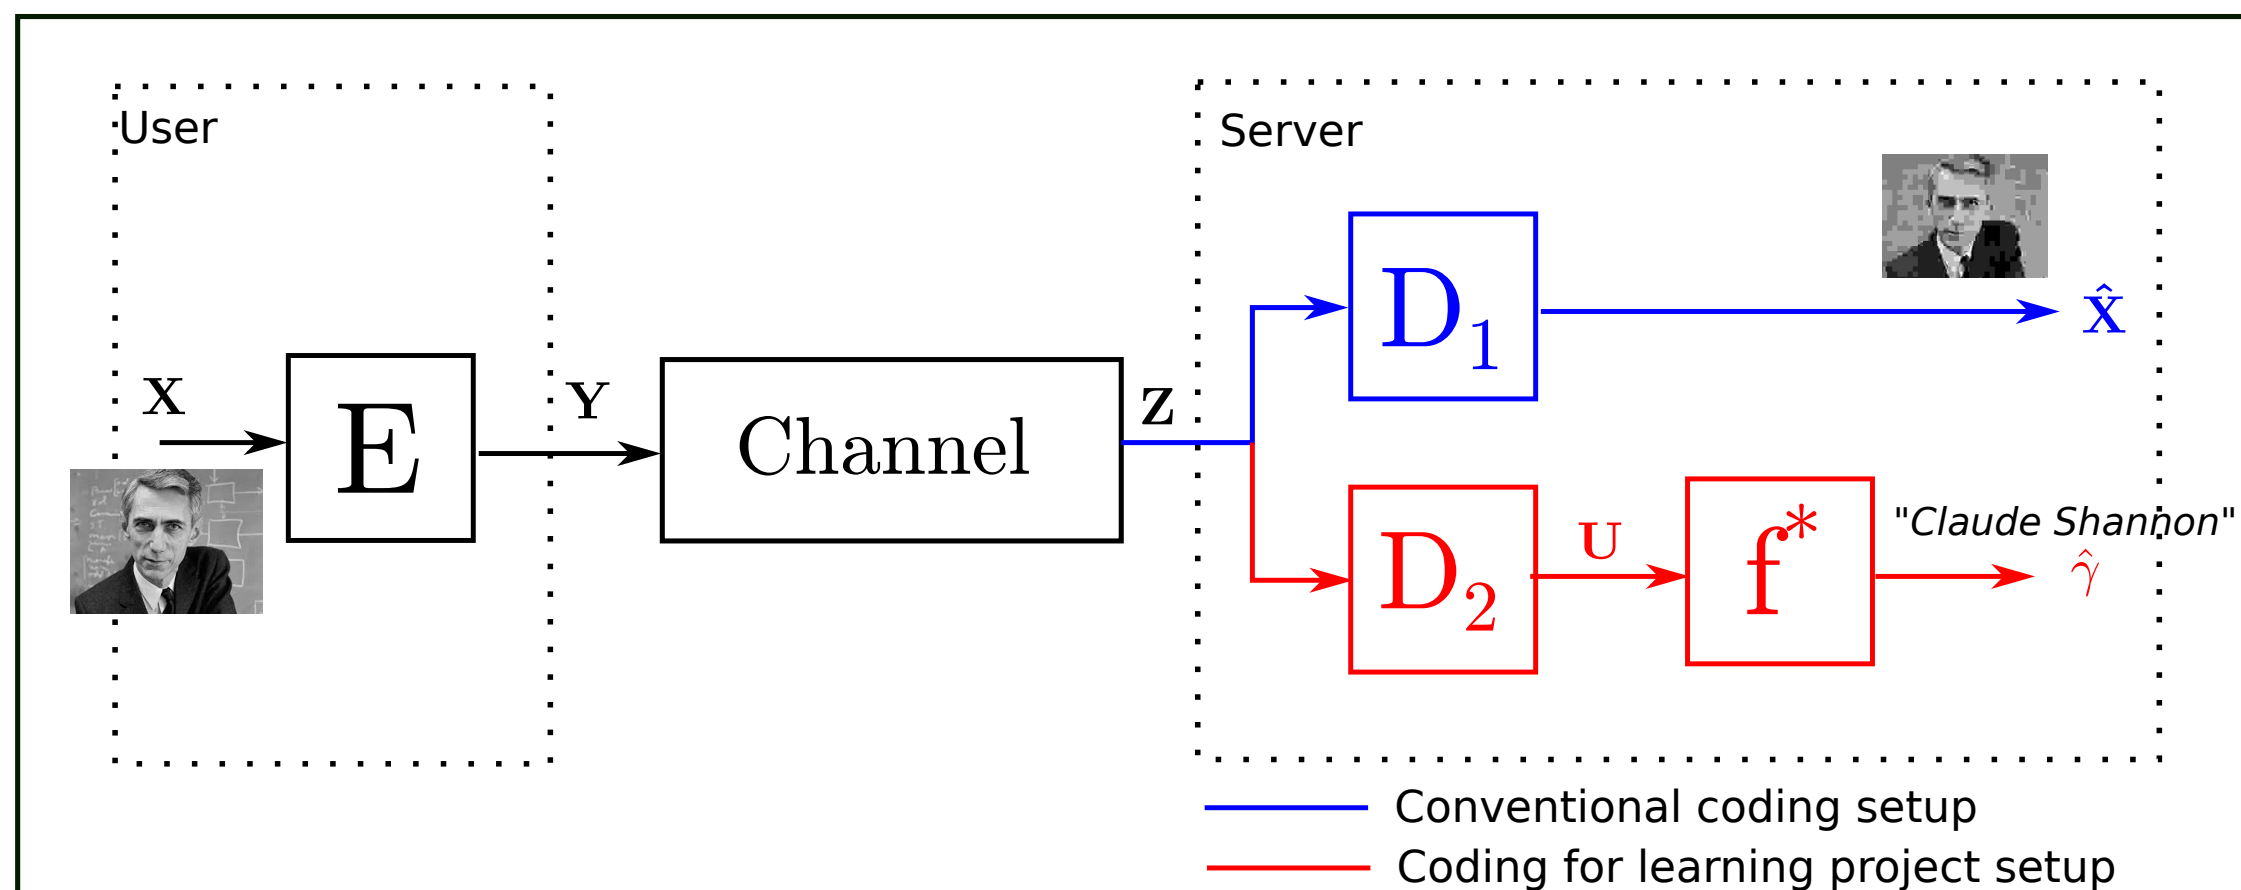 User
Server
D₁
x̂
x
E
Y
Channel
z
D₂
U
f*
"Claude Shannon"
γ̂
Conventional coding setup
Coding for learning project setup